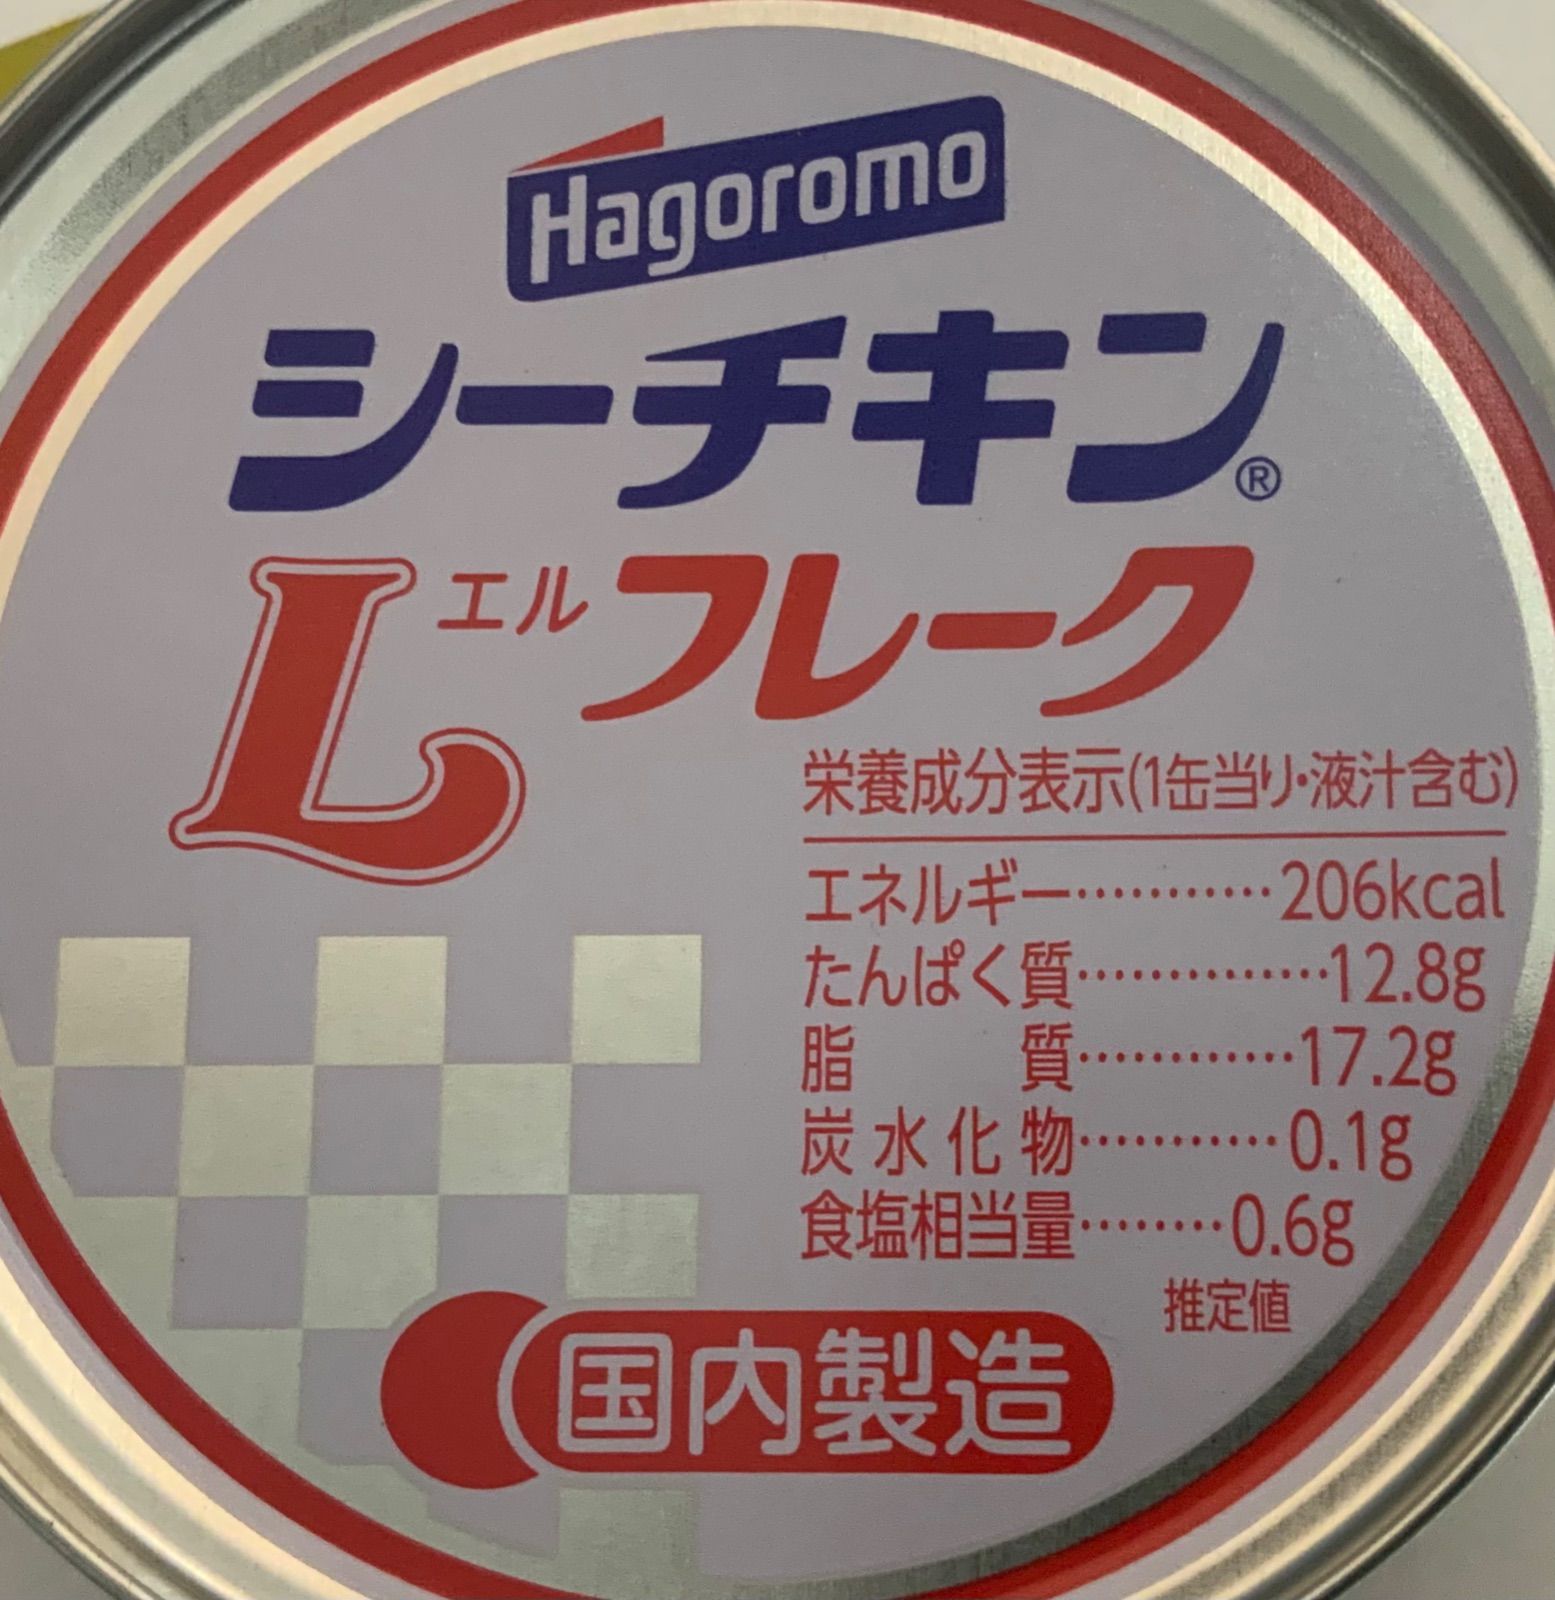 Hagoromo
シーチキン®
Lエルフレーク
栄養成分表示(1缶当り・液汁含む)
エネルギー…………206kcal
たんぱく質……………12.8g
脂質…………17.2g
炭水化物…………0.1g
食塩相当量………0.6g
推定値
国内製造